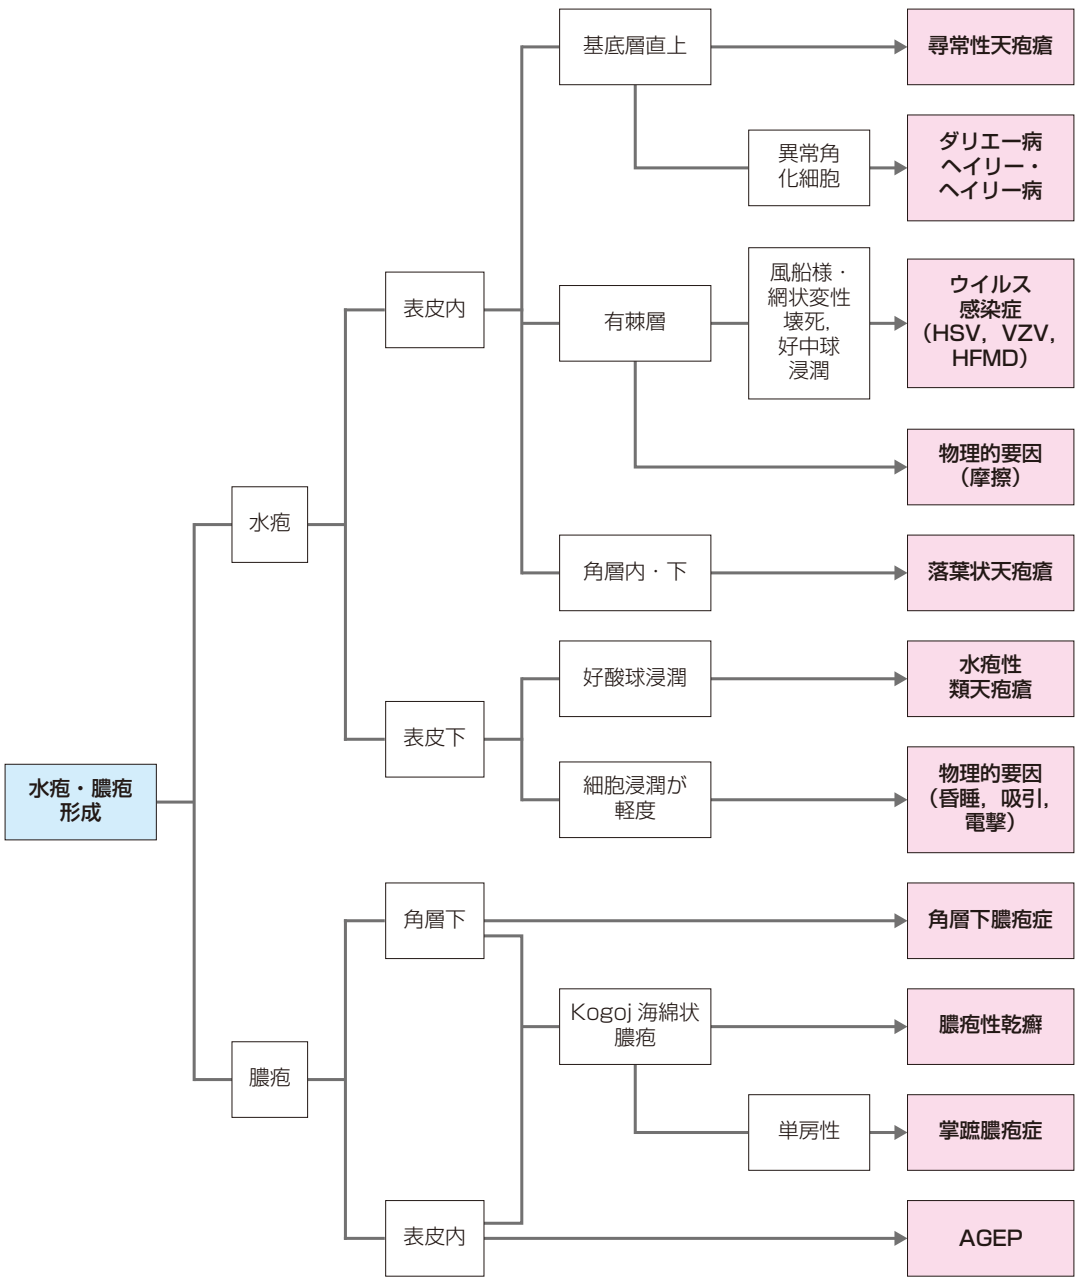 基底層直上
尋常性天疱瘡
異常角
化細胞
ダリエー病
ヘイリー・
ヘイリー病
表皮内
有棘層
風船様・
網状変性
壊死,
好中球
浸潤
ウイルス
感染症
(HSV, VZV,
HFMD)
物理的要因
(摩擦)
水疱
角層内・下
落葉状天疱瘡
表皮下
好酸球浸潤
水疱性
類天疱瘡
細胞浸潤が
軽度
物理的要因
(昏睡, 吸引,
電撃)
水疱・膿疱
形成
角層下
角層下膿疱症
Kogoj 海綿状
膿疱
膿疱性乾癬
膿疱
単房性
掌蹠膿疱症
表皮内
AGEP